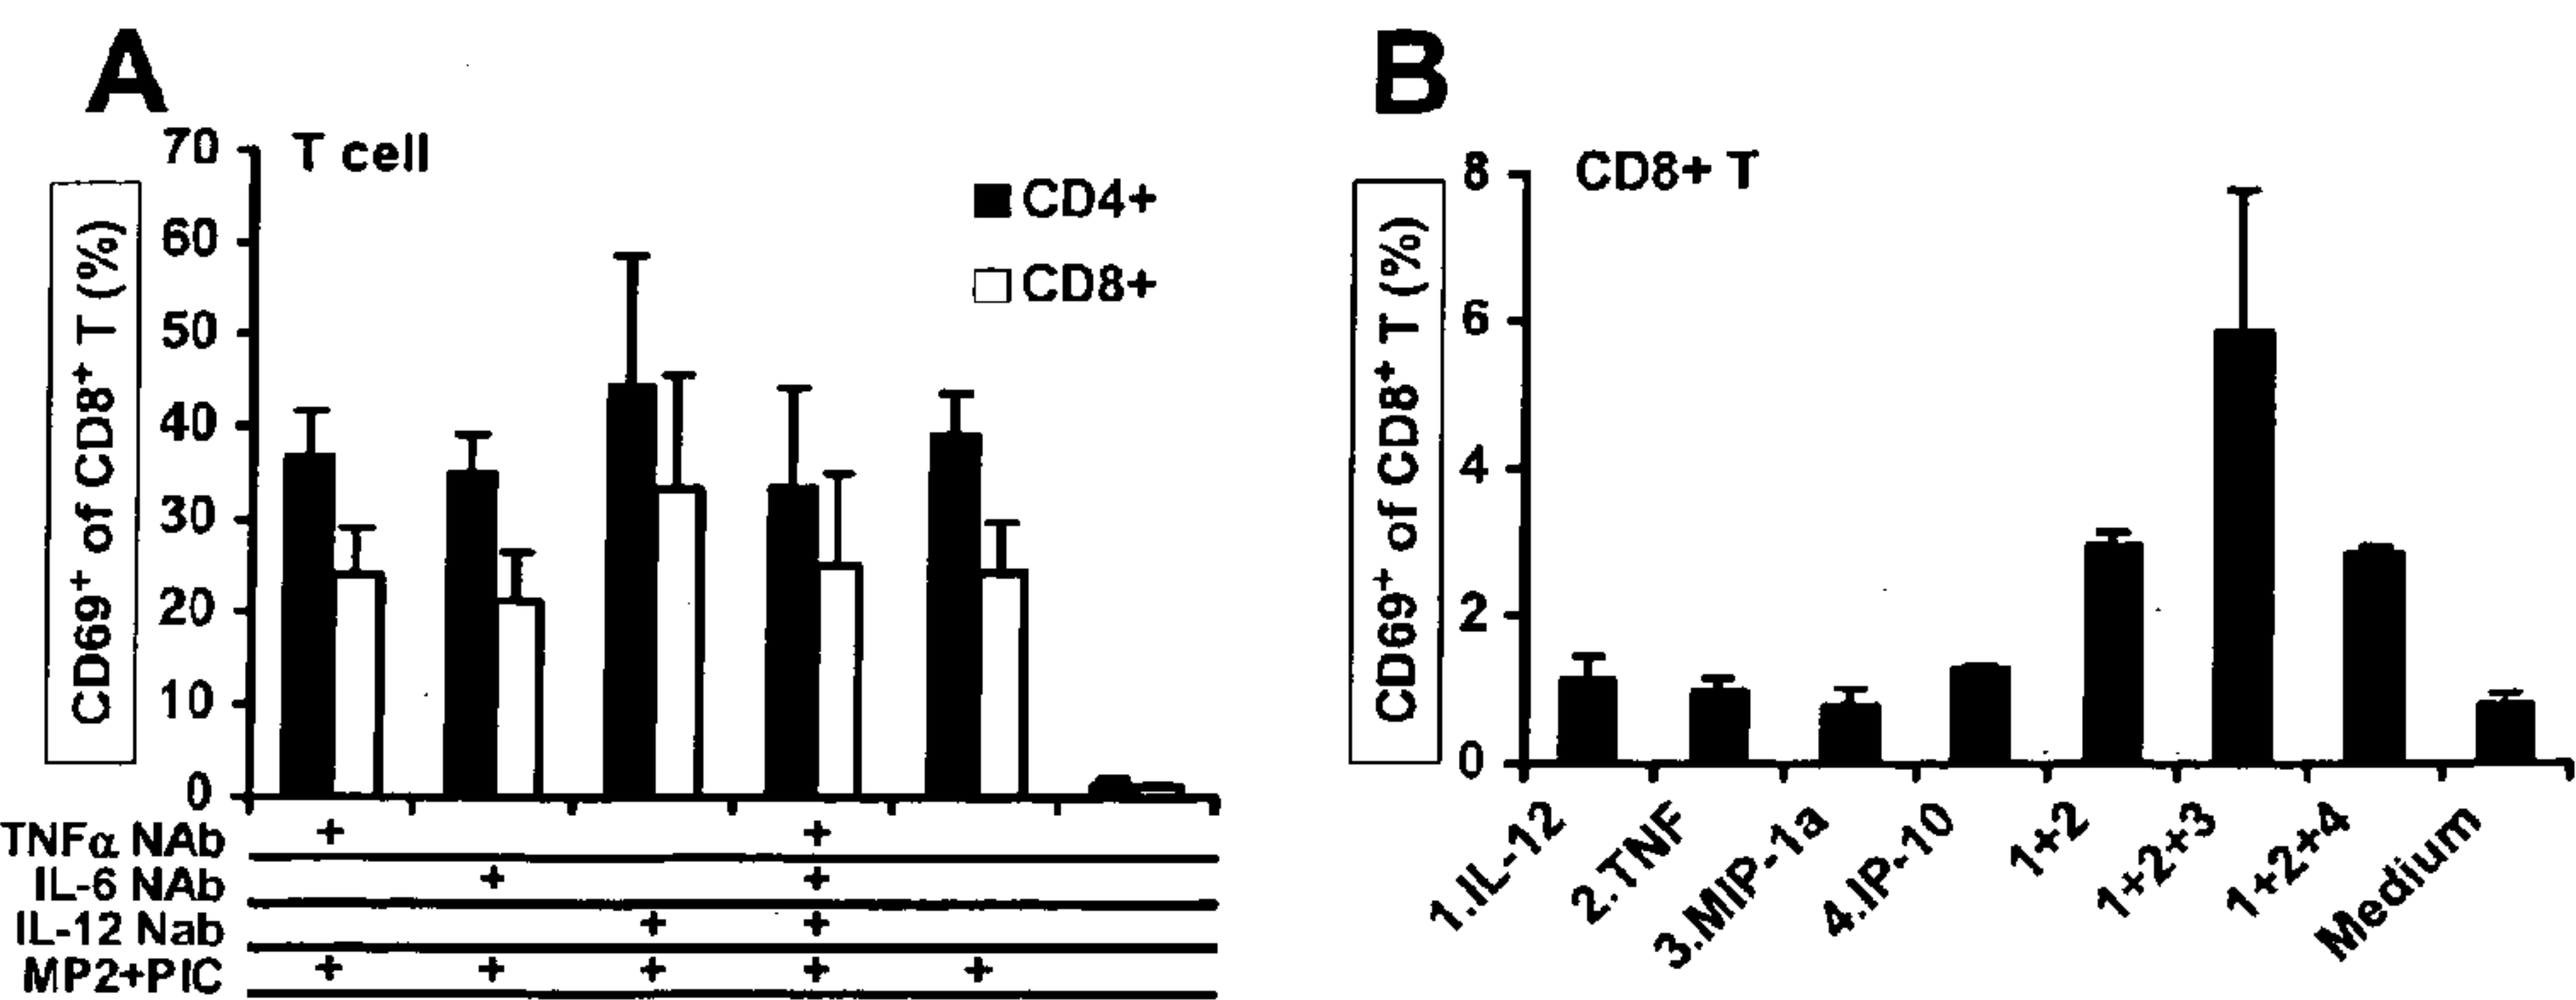 A
T cell
CD69+ of CD8+ T (%)
70
60
50
40
30
20
10
0
CD4+
CD8+
TNFα NAb + +
IL-6 NAb + +
IL-12 Nab + +
MP2+PIC + + + + +
B
CD8+ T
CD69+ of CD8+ T (%)
8
6
4
2
0
1.IL-12
2.TNF
3.MIP-1a
4.IP-10
1+2
1+2+3
1+2+4
Medium